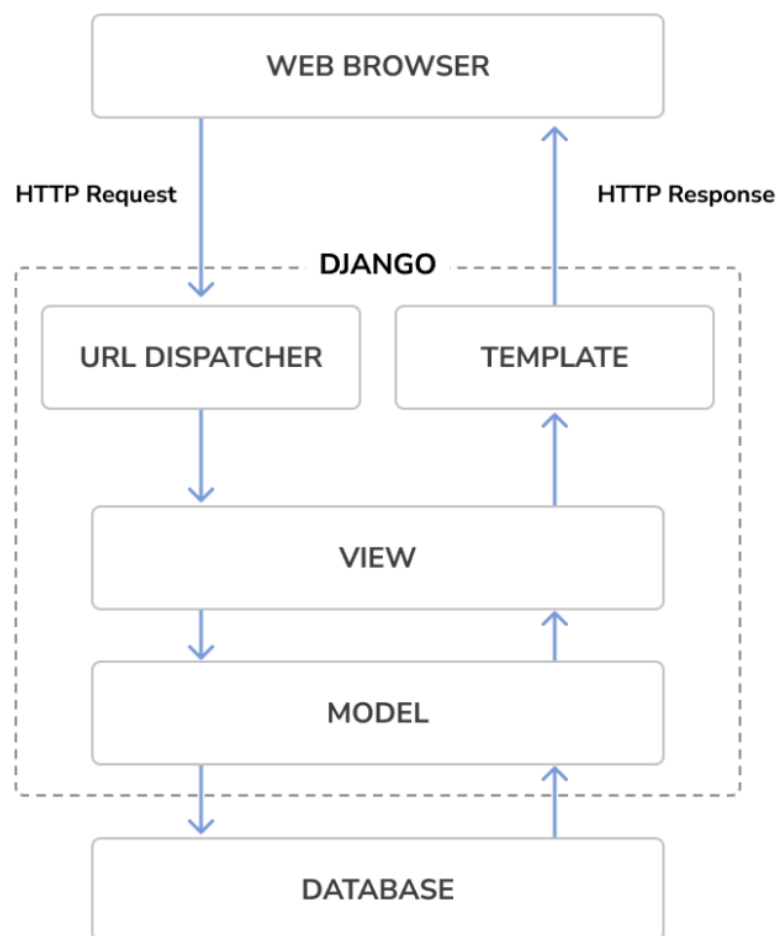 WEB BROWSER
HTTP Request
HTTP Response
DJANGO
URL DISPATCHER
TEMPLATE
VIEW
MODEL
DATABASE